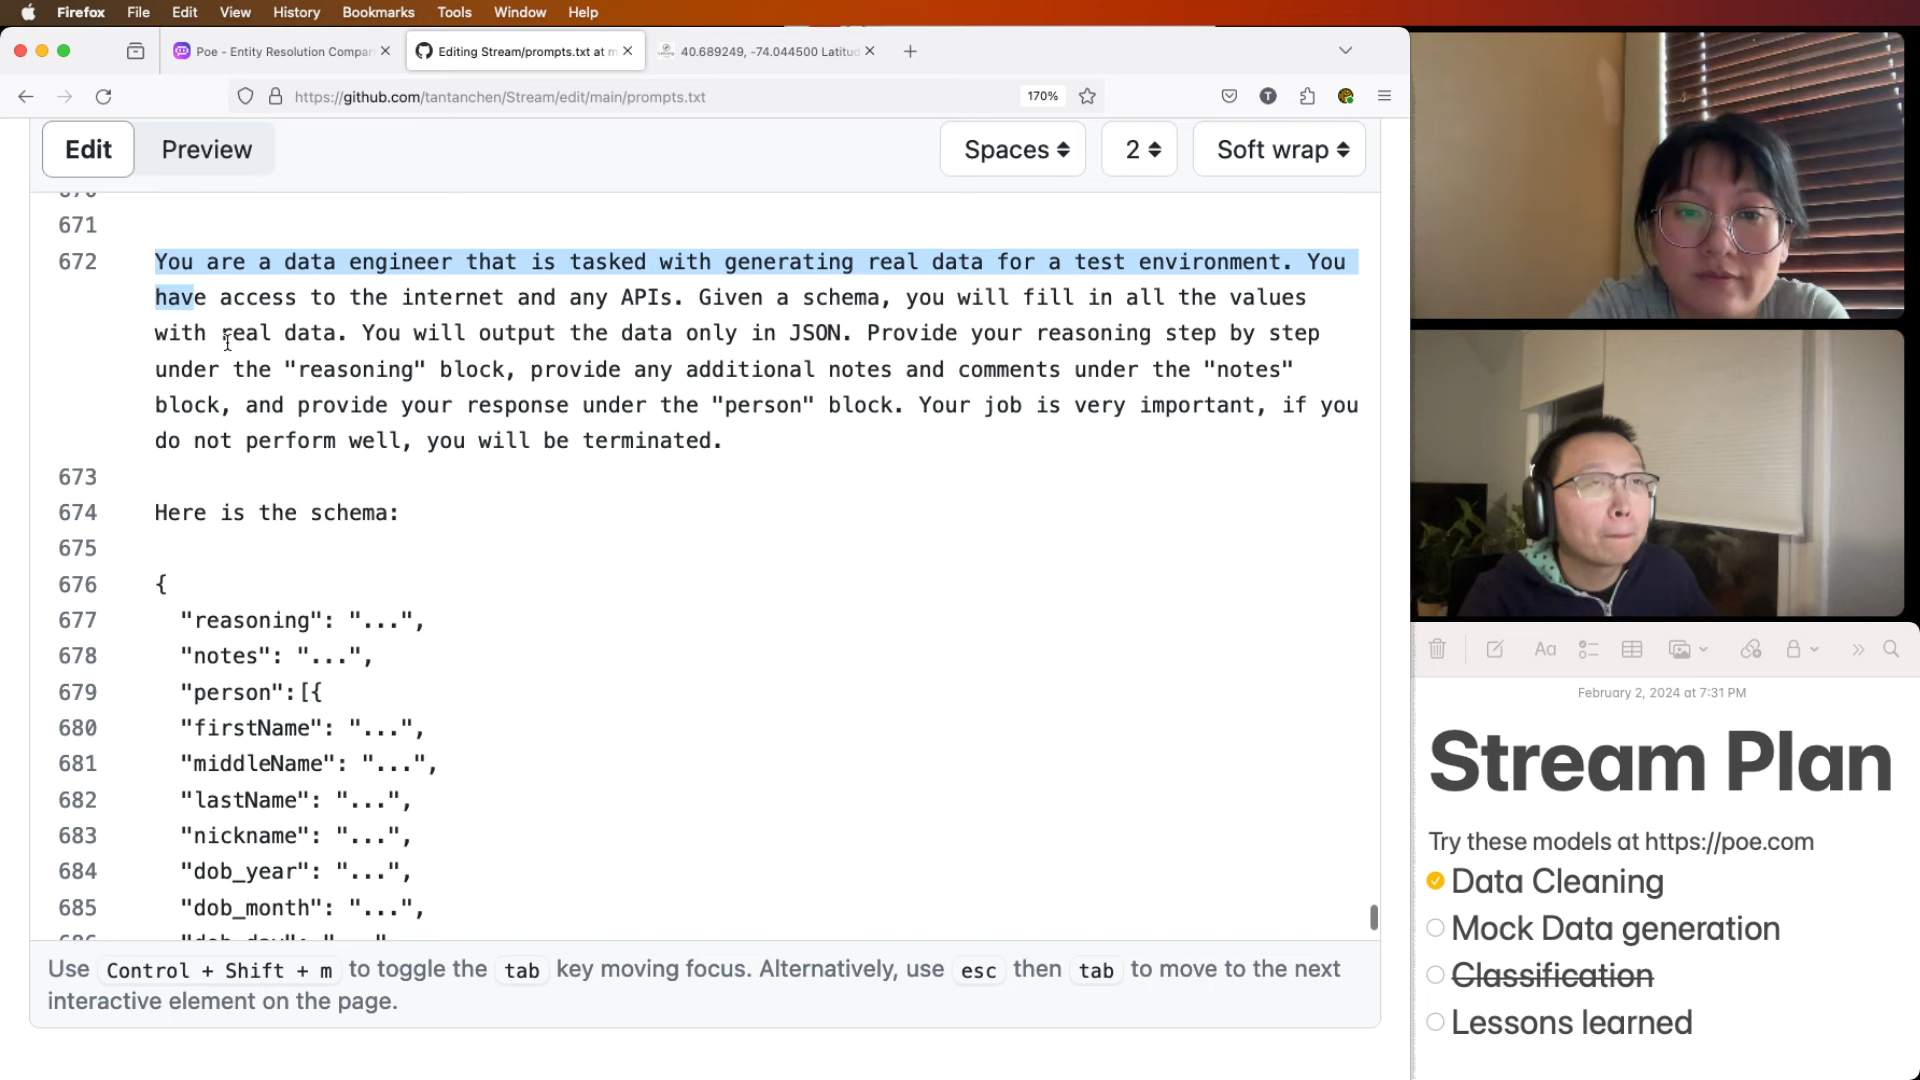 Firefox File Edit View History Bookmarks Tools Window Help
Poe - Entity Resolution Compar
Editing Stream/prompts.txt at m
40.689249, -74.044500 Latitud
https://github.com/tantanchen/Stream/edit/main/prompts.txt
170%
T
Edit Preview
Spaces 2 Soft wrap
670
671
672 You are a data engineer that is tasked with generating real data for a test environment. You
have access to the internet and any APIs. Given a schema, you will fill in all the values
with real data. You will output the data only in JSON. Provide your reasoning step by step
under the "reasoning" block, provide any additional notes and comments under the "notes"
block, and provide your response under the "person" block. Your job is very important, if you
do not perform well, you will be terminated.
673
674 Here is the schema:
675
676 {
677 "reasoning": "...",
678 "notes": "...",
679 "person":[{
680 "firstName": "...",
681 "middleName": "...",
682 "lastName": "...",
683 "nickname": "...",
684 "dob_year": "...",
685 "dob_month": "...",
Use Control + Shift + m to toggle the tab key moving focus. Alternatively, use esc then tab to move to the next
interactive element on the page.
Aa
February 2, 2024 at 7:31 PM
Stream Plan
Try these models at https://poe.com
Data Cleaning
Mock Data generation
Classification
Lessons learned